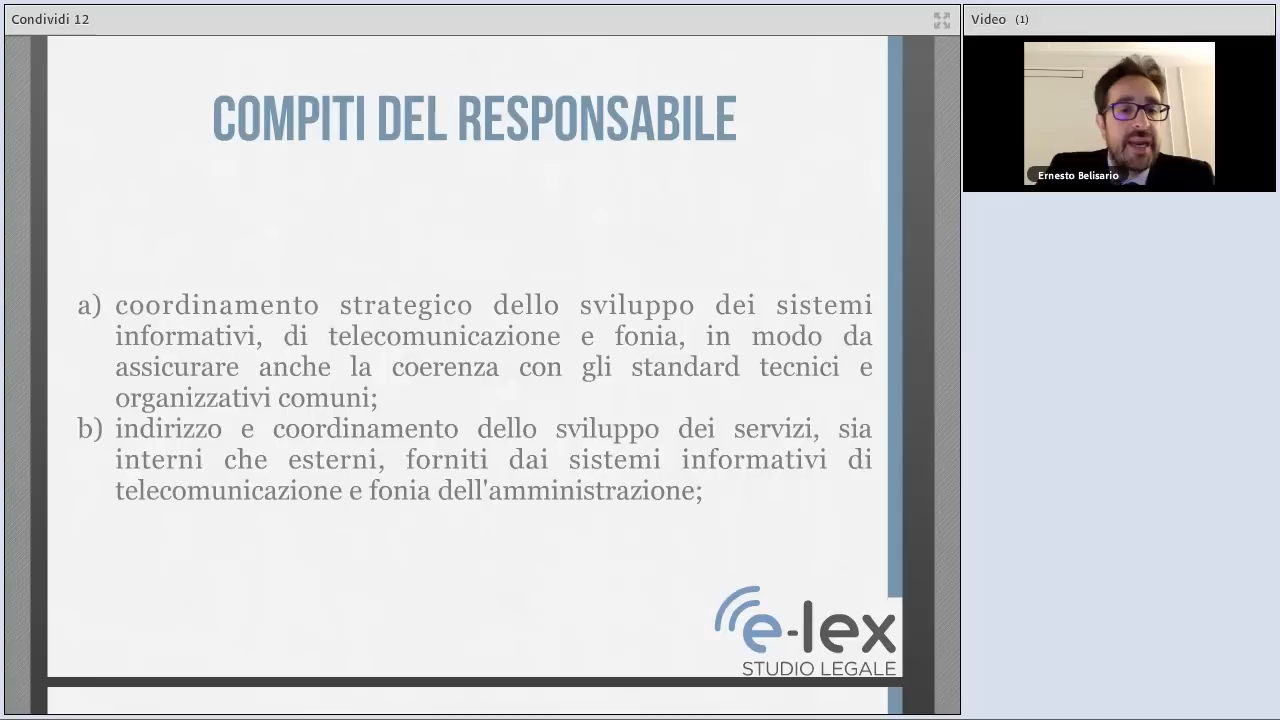 Condividi 12
Video (1)
COMPITI DEL RESPONSABILE
Ernesto Belisario
a) coordinamento strategico dello sviluppo dei sistemi
informativi, di telecomunicazione e fonia, in modo da
assicurare anche la coerenza con gli standard tecnici e
organizzativi comuni;
b) indirizzo e coordinamento dello sviluppo dei servizi, sia
interni che esterni, forniti dai sistemi informativi di
telecomunicazione e fonia dell'amministrazione;
e-lex
STUDIO LEGALE